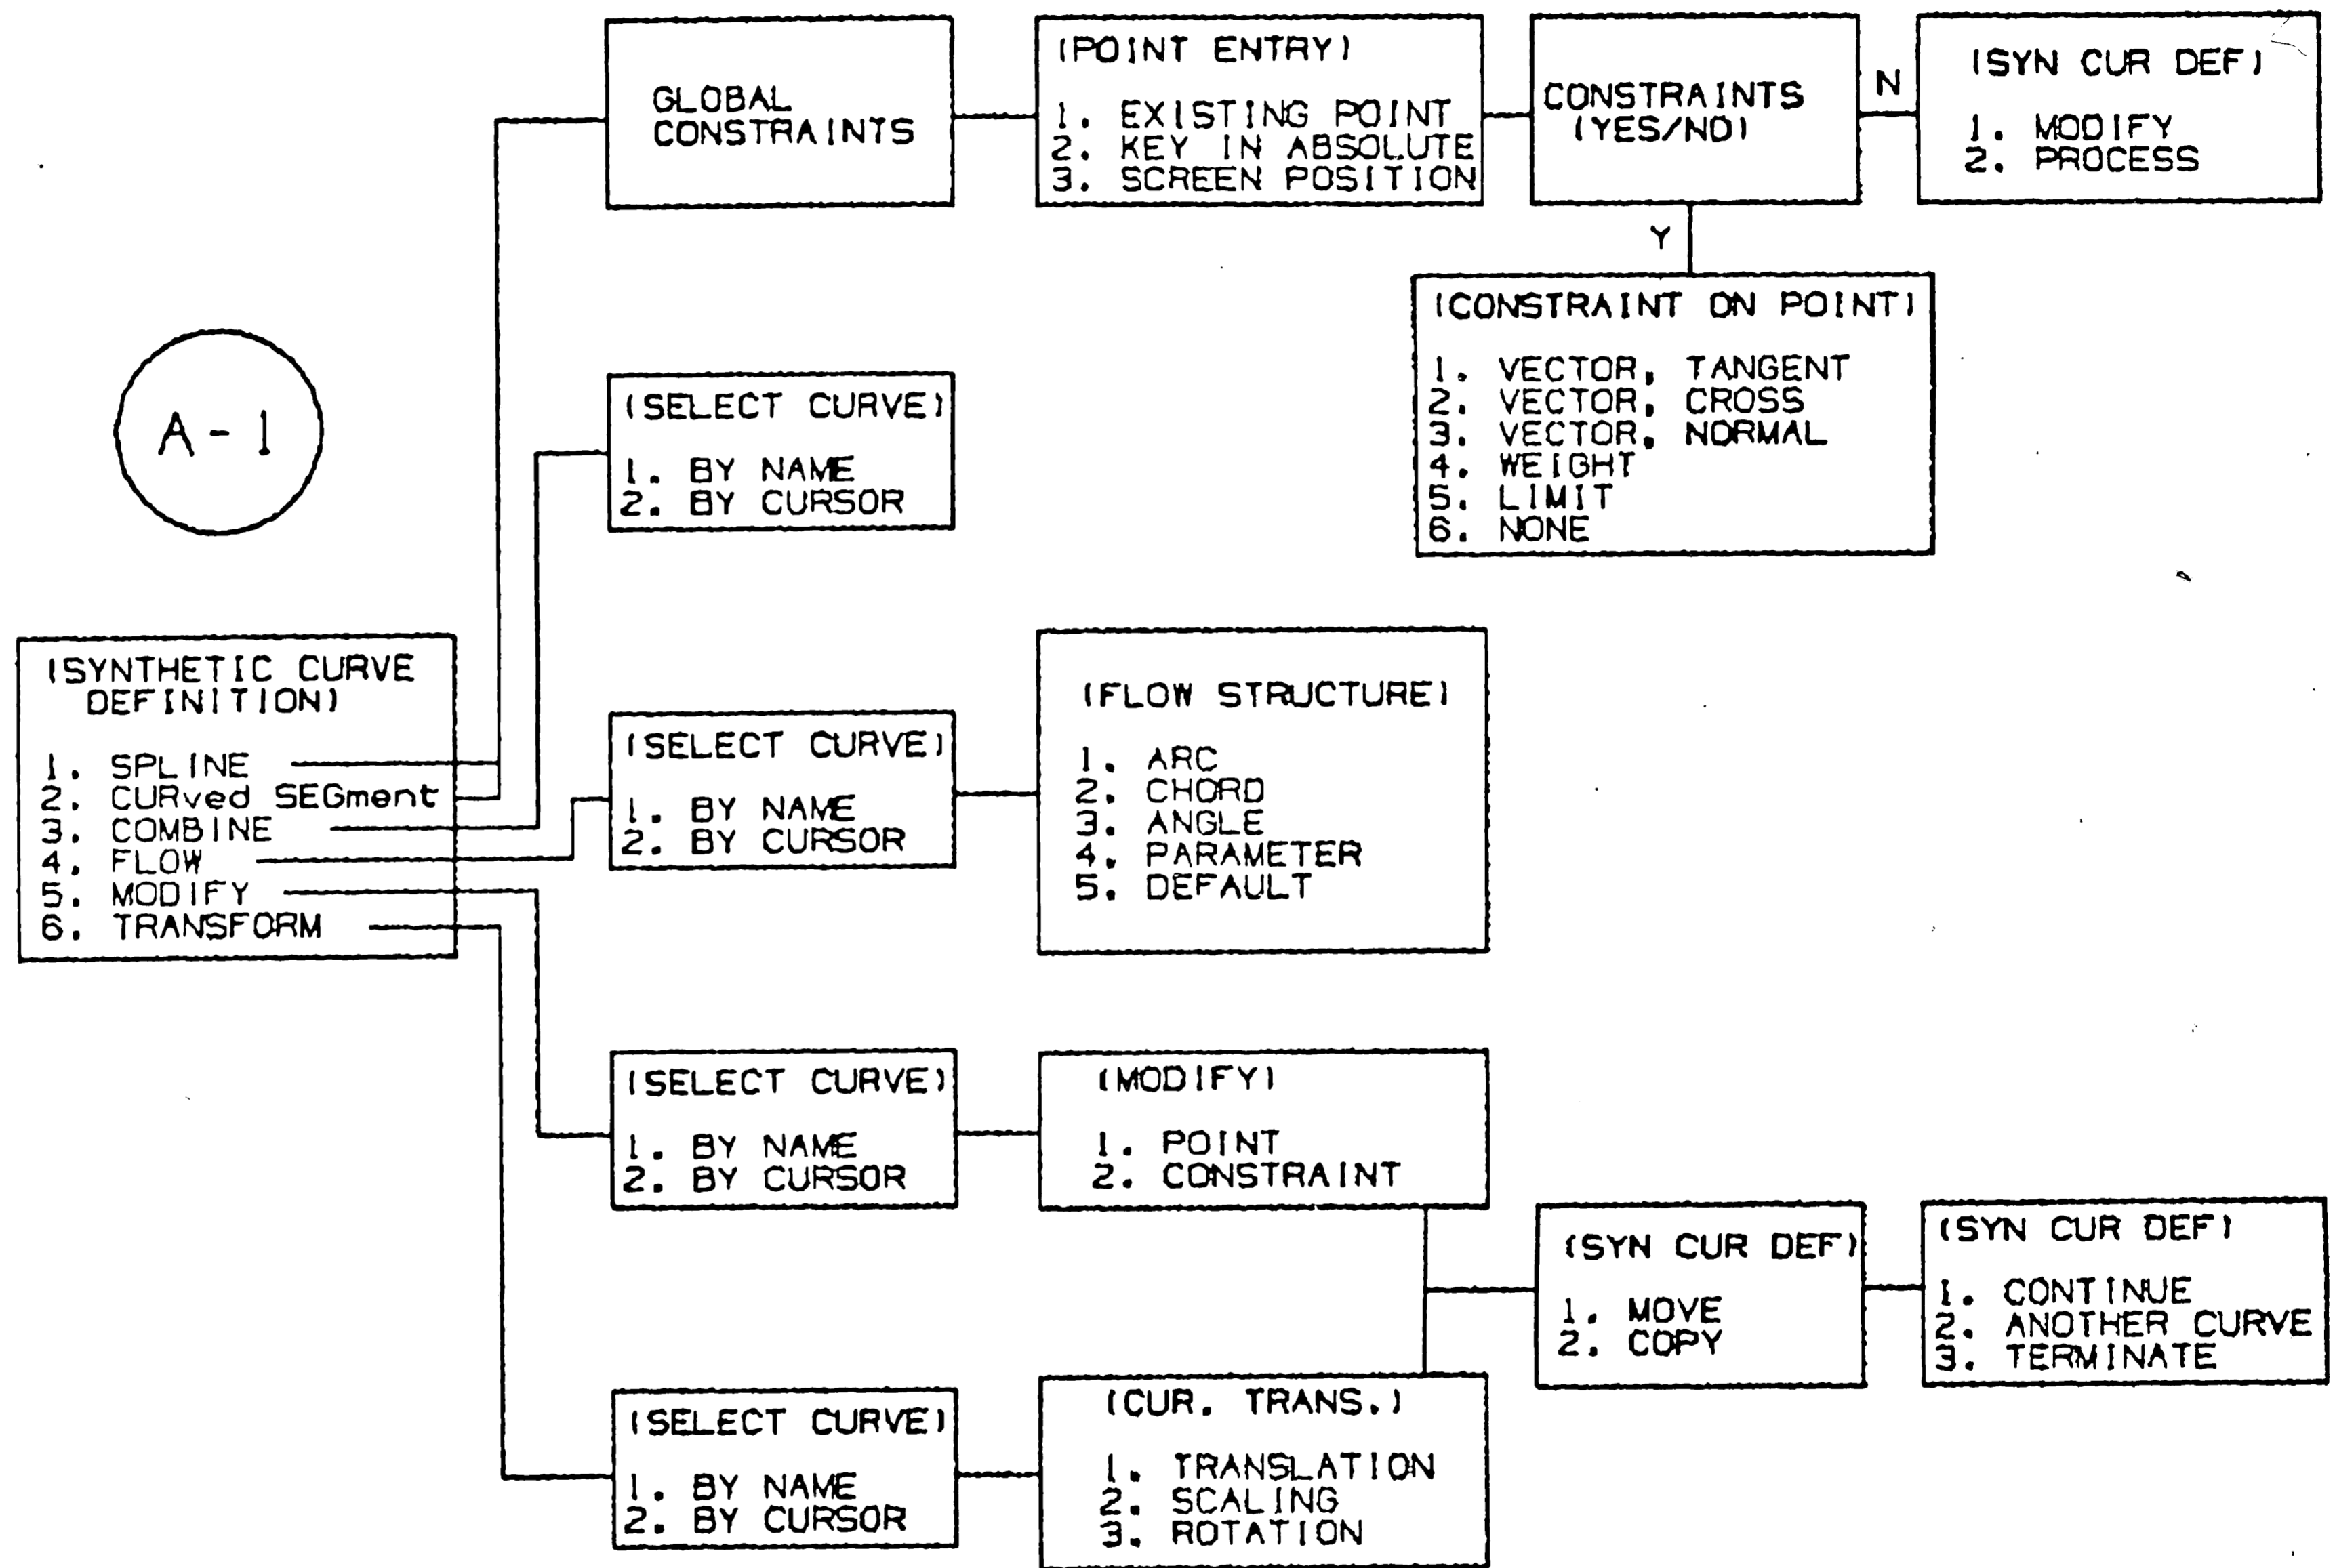 GLOBAL
CONSTRAINTS
(POINT ENTRY)
1. EXISTING POINT
2. KEY IN ABSOLUTE
3. SCREEN POSITION
CONSTRAINTS
(YES/NO)
N
(SYN CUR DEF)
1. MODIFY
2. PROCESS
Y
(CONSTRAINT ON POINT)
1. VECTOR, TANGENT
2. VECTOR, CROSS
3. VECTOR, NORMAL
4. WEIGHT
5. LIMIT
6. NONE
A-1
(SELECT CURVE)
1. BY NAME
2. BY CURSOR
(SYNTHETIC CURVE
DEFINITION)
1. SPLINE
2. CURved SEGment
3. COMBINE
4. FLOW
5. MODIFY
6. TRANSFORM
(SELECT CURVE)
1. BY NAME
2. BY CURSOR
(FLOW STRUCTURE)
1. ARC
2. CHORD
3. ANGLE
4. PARAMETER
5. DEFAULT
(SELECT CURVE)
1. BY NAME
2. BY CURSOR
(MODIFY)
1. POINT
2. CONSTRAINT
(SYN CUR DEF)
1. MOVE
2. COPY
(SYN CUR DEF)
1. CONTINUE
2. ANOTHER CURVE
3. TERMINATE
(SELECT CURVE)
1. BY NAME
2. BY CURSOR
(CUR. TRANS.)
1. TRANSLATION
2. SCALING
3. ROTATION